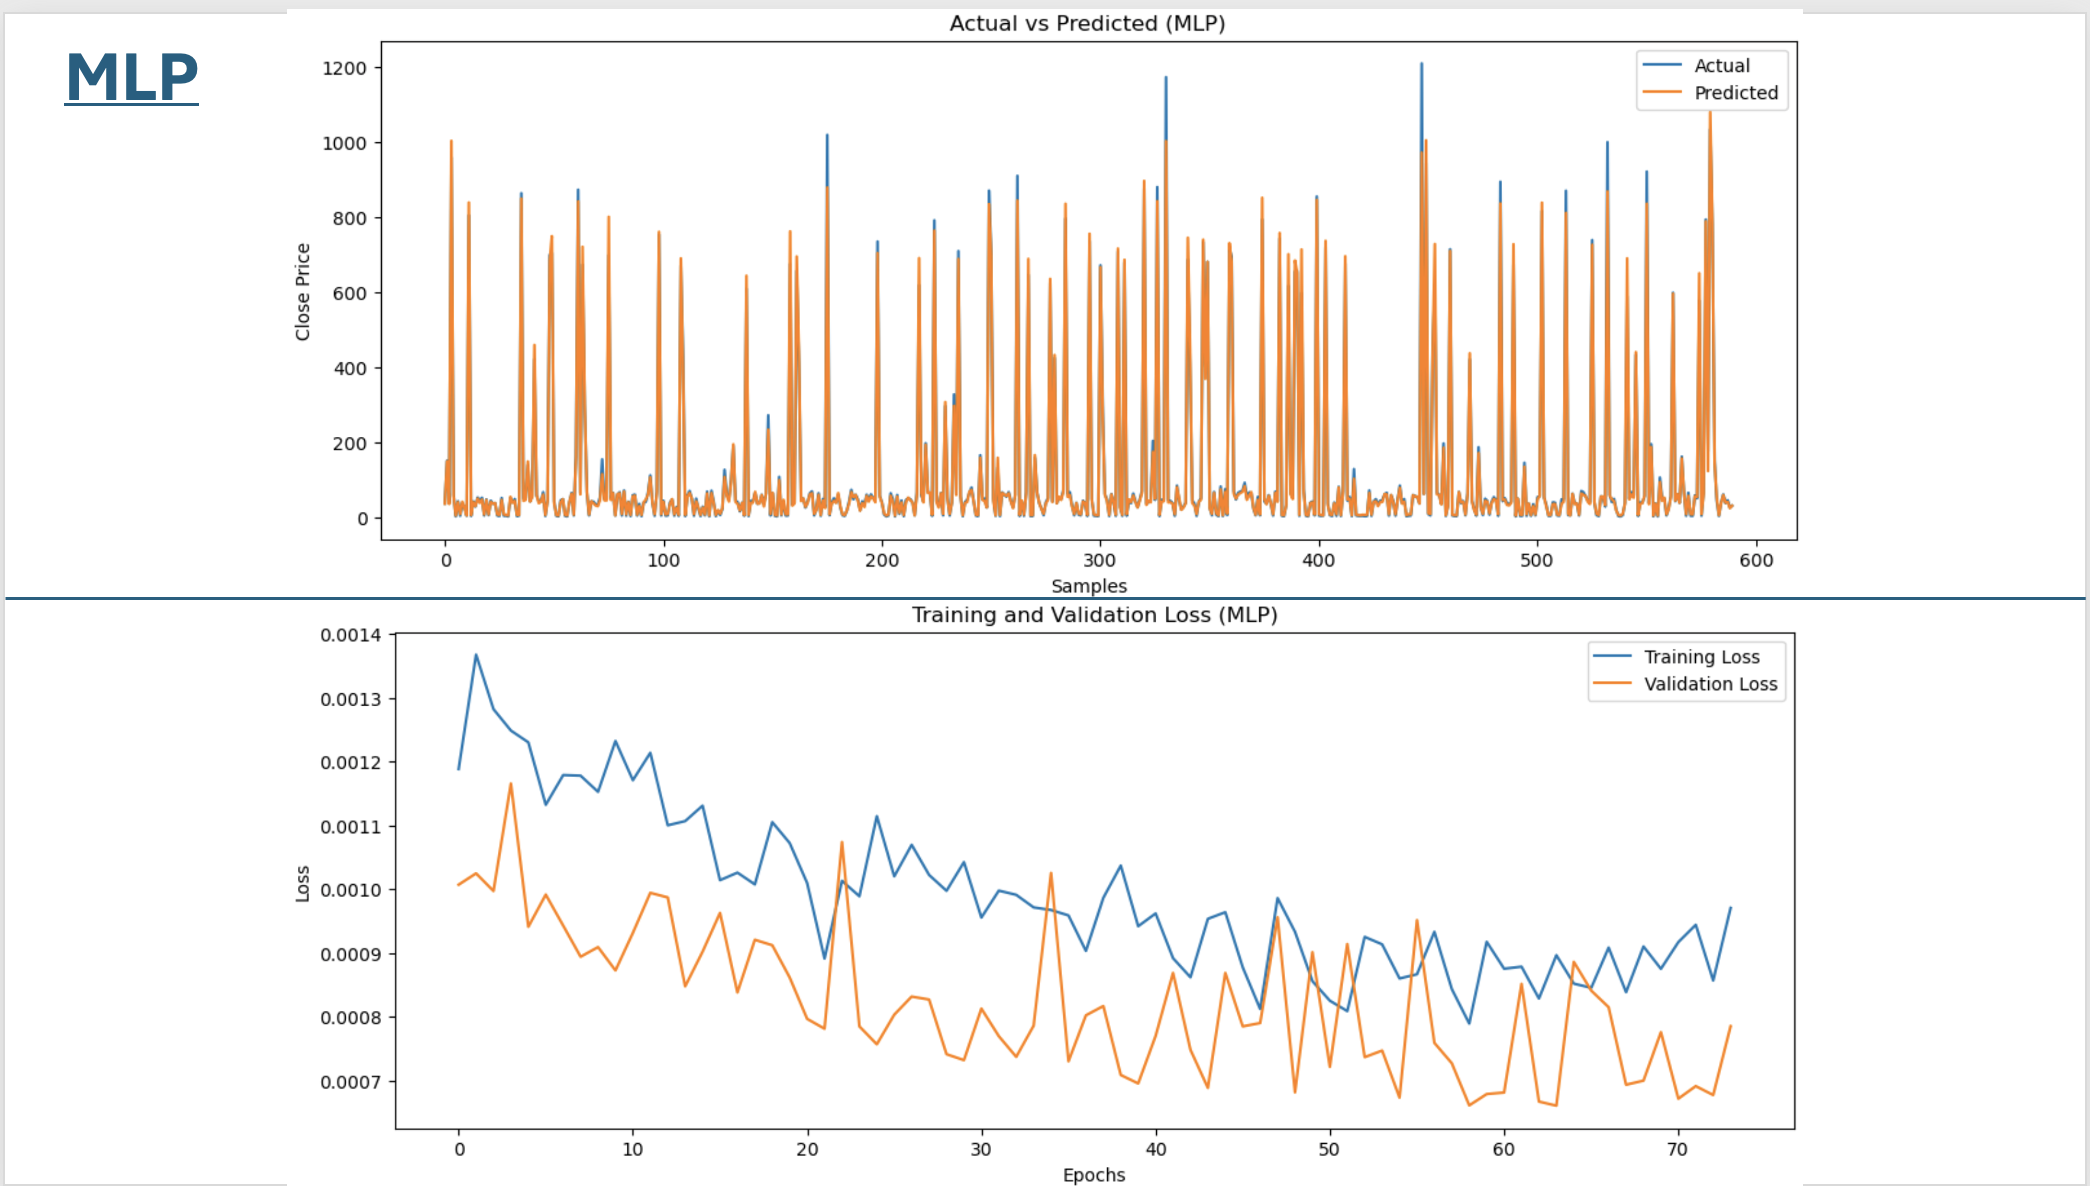 MLP
Actual vs Predicted (MLP)
1200
1000
800
600
400
200
0
Close Price
Actual
Predicted
0 100 200 300 400 500 600
Samples
Training and Validation Loss (MLP)
0.0014
0.0013
0.0012
0.0011
0.0010
0.0009
0.0008
0.0007
Loss
Training Loss
Validation Loss
0 10 20 30 40 50 60 70
Epochs